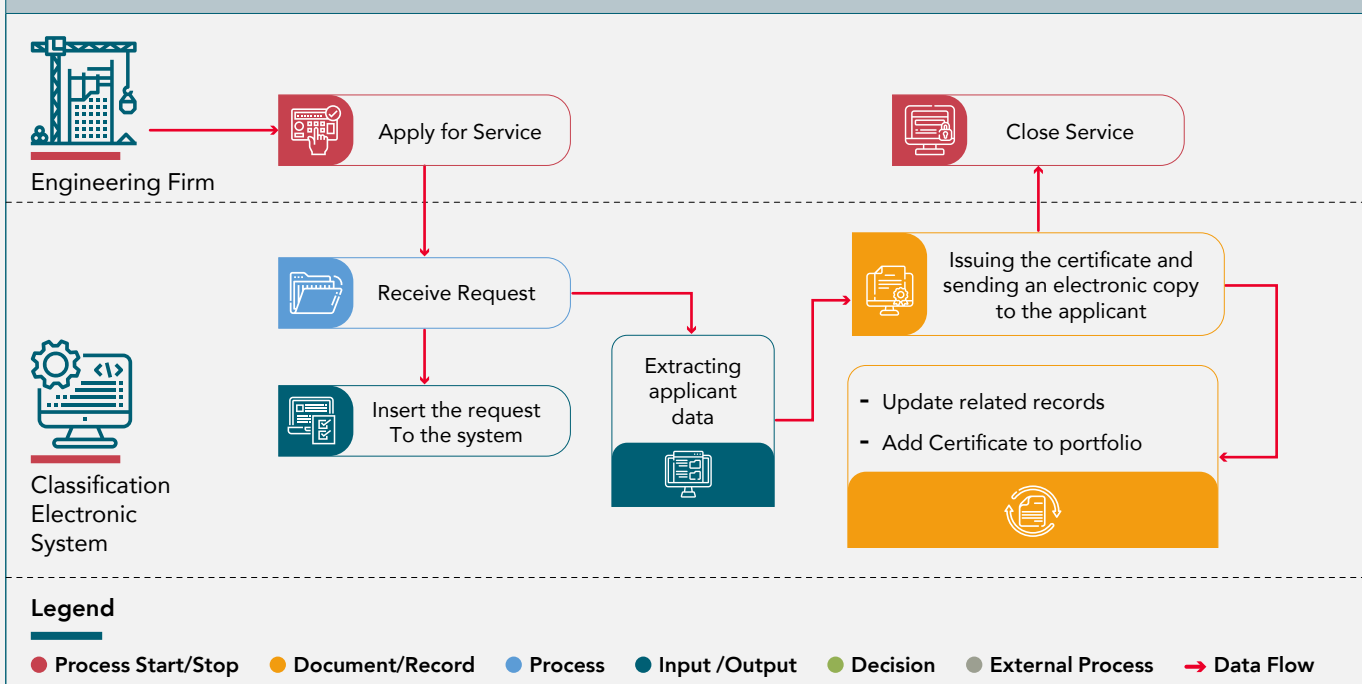 Engineering Firm
Apply for Service
Close Service
Classification
Electronic
System
Receive Request
Insert the request
To the system
Extracting
applicant
data
Issuing the certificate and
sending an electronic copy
to the applicant
- Update related records
- Add Certificate to portfolio
Legend
Process Start/Stop
Document/Record
Process
Input /Output
Decision
External Process
Data Flow